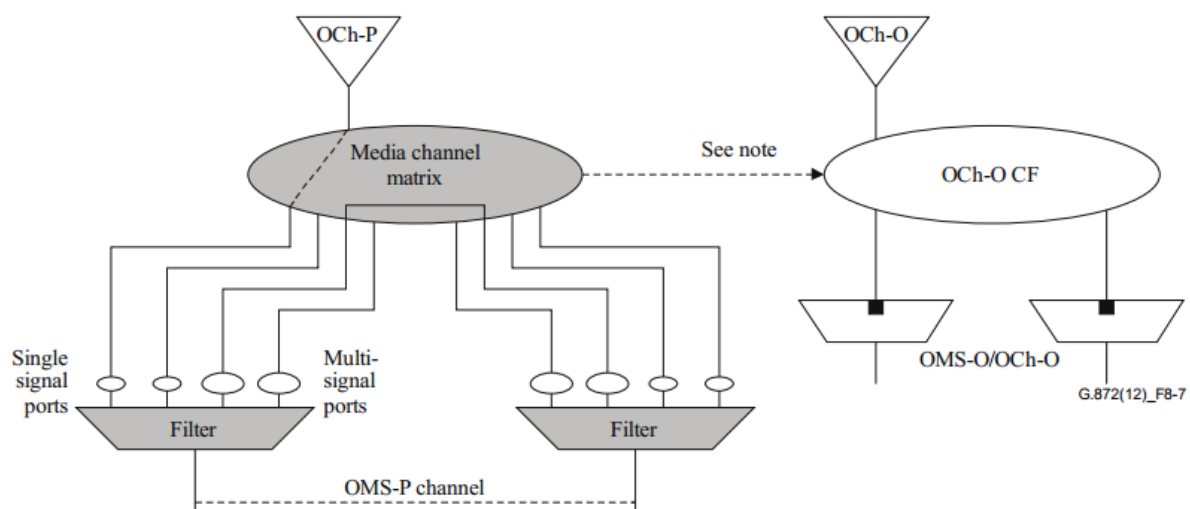 OCh-P
OCh-O
Media channel
matrix
See note
OCh-O CF
Single
signal
ports
Multi-
signal
ports
OMS-O/OCh-O
G.872(12)_F8-7
Filter
Filter
OMS-P channel